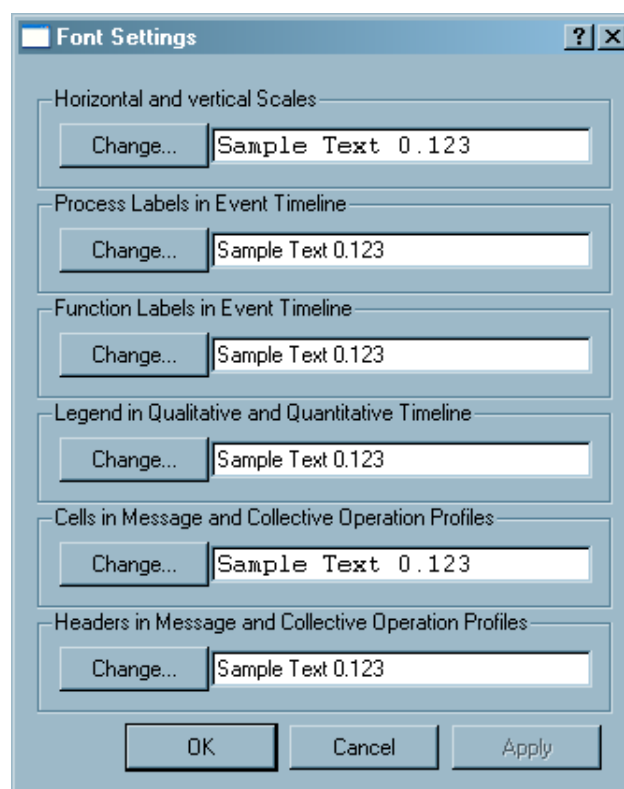 Font Settings
Horizontal and vertical Scales
Change... Sample Text 0.123
Process Labels in Event Timeline
Change... Sample Text 0.123
Function Labels in Event Timeline
Change... Sample Text 0.123
Legend in Qualitative and Quantitative Timeline
Change... Sample Text 0.123
Cells in Message and Collective Operation Profiles
Change... Sample Text 0.123
Headers in Message and Collective Operation Profiles
Change... Sample Text 0.123
OK Cancel Apply